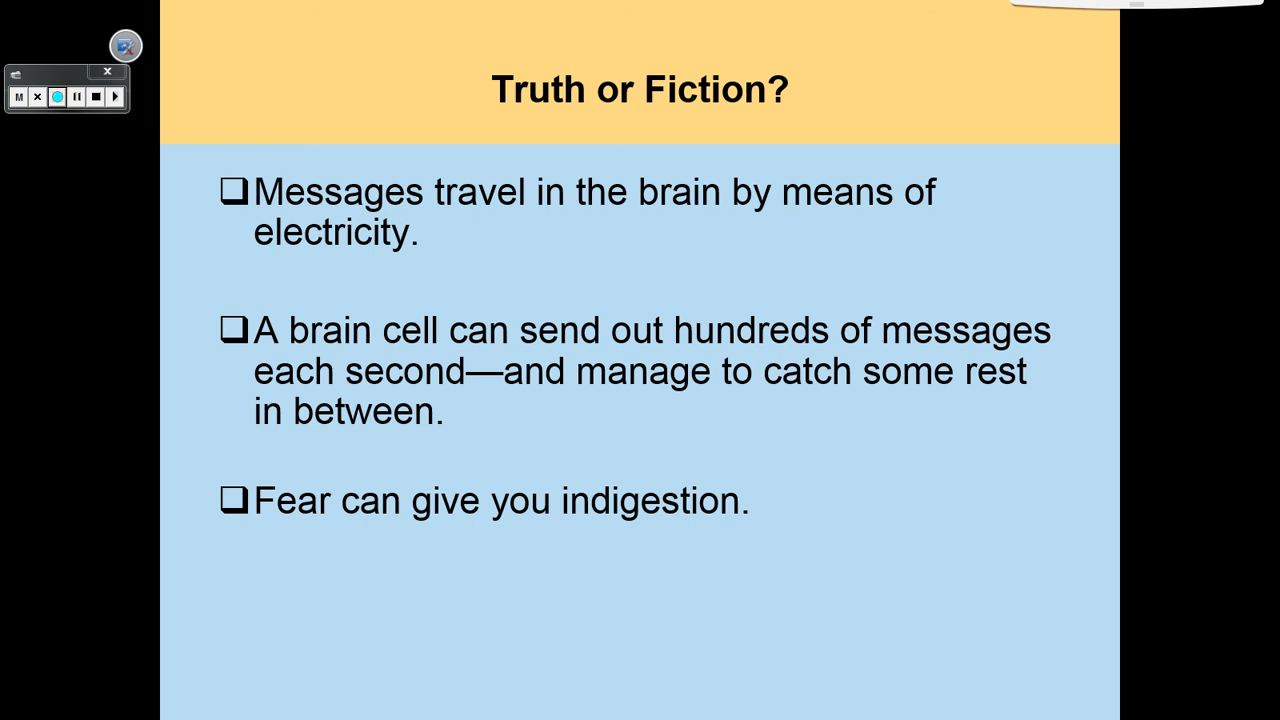 Truth or Fiction?
M
❑Messages travel in the brain by means of
electricity.
❑A brain cell can send out hundreds of messages
each second—and manage to catch some rest
in between.
❑Fear can give you indigestion.